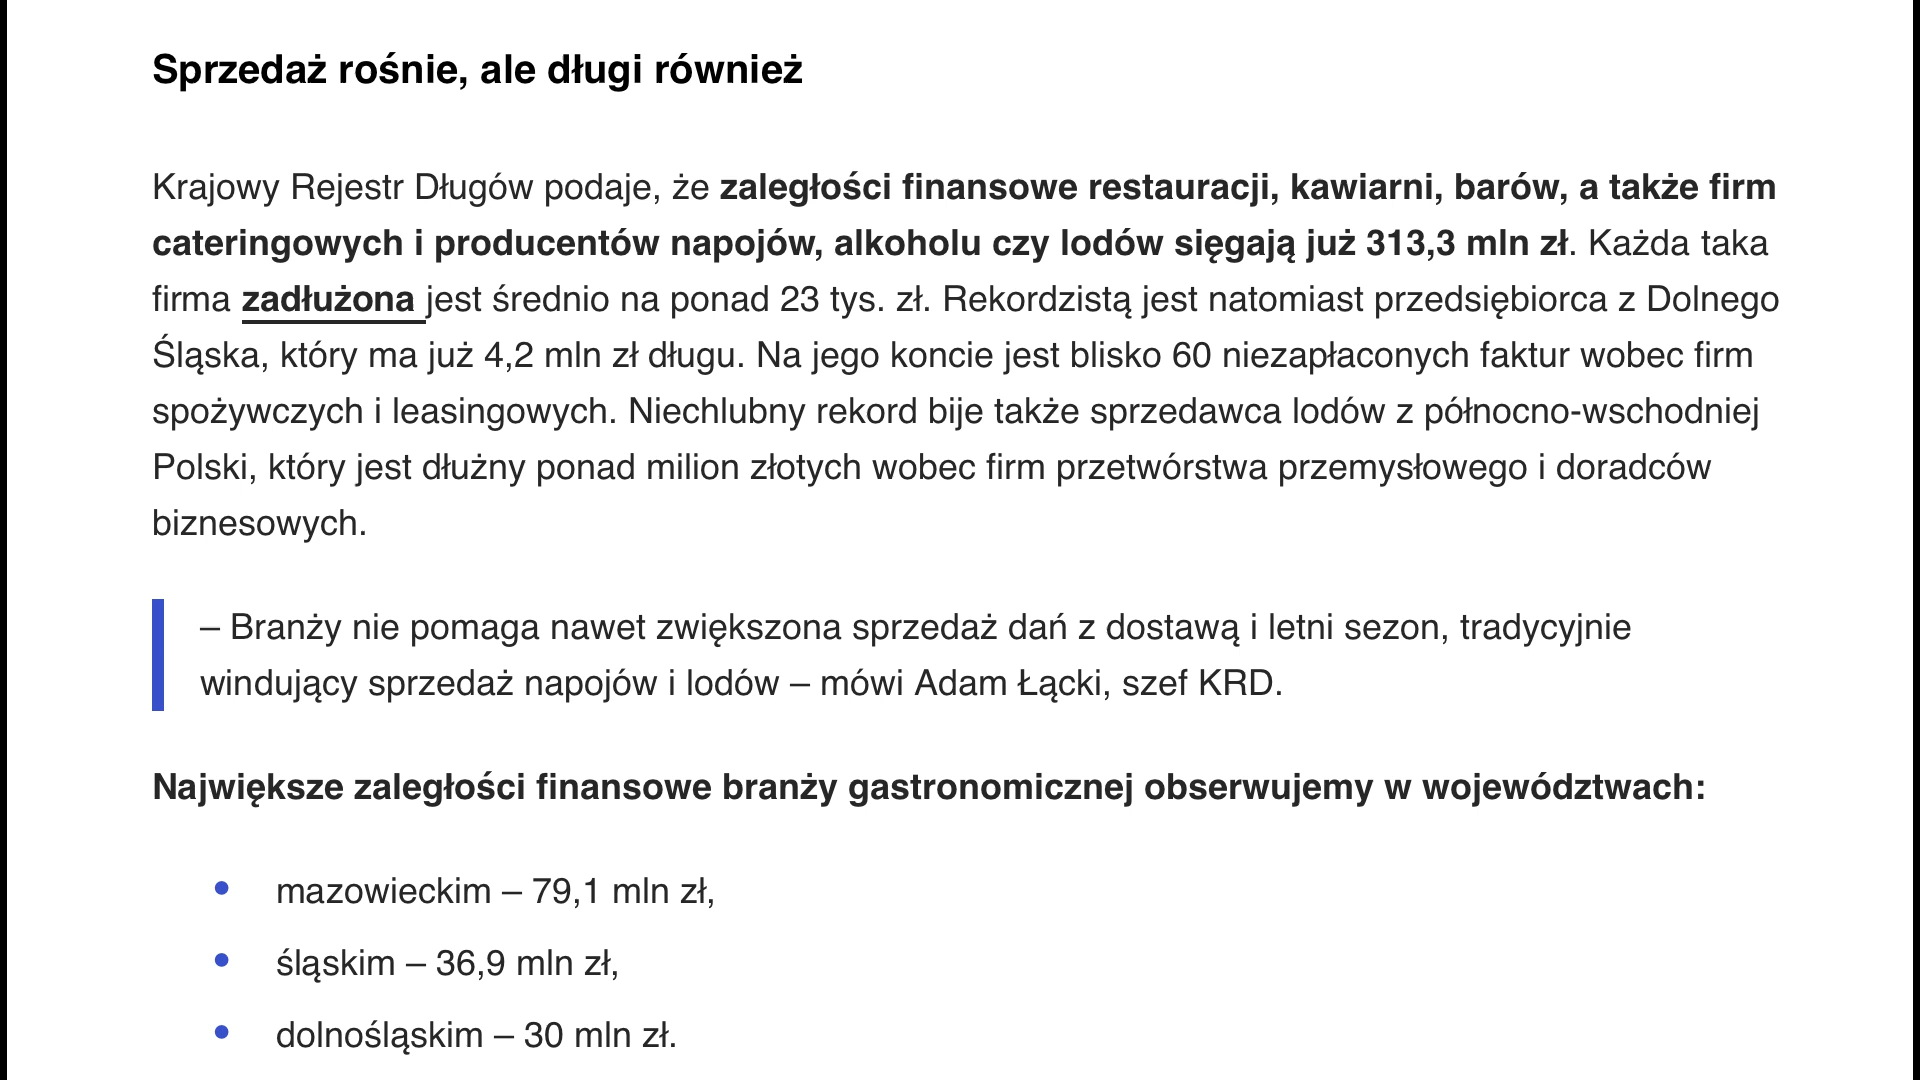 Sprzedaż rośnie, ale długi również
Krajowy Rejestr Długów podaje, że zaległości finansowe restauracji, kawiarni, barów, a także firm
cateringowych i producentów napojów, alkoholu czy lodów sięgają już 313,3 mln zł. Każda taka
firma zadłużona jest średnio na ponad 23 tys. zł. Rekordzistą jest natomiast przedsiębiorca z Dolnego
Śląska, który ma już 4,2 mln zł długu. Na jego koncie jest blisko 60 niezapłaconych faktur wobec firm
spożywczych i leasingowych. Niechlubny rekord bije także sprzedawca lodów z północno-wschodniej
Polski, który jest dłużny ponad milion złotych wobec firm przetwórstwa przemysłowego i doradców
biznesowych.
– Branży nie pomaga nawet zwiększona sprzedaż dań z dostawą i letni sezon, tradycyjnie
windujący sprzedaż napojów i lodów – mówi Adam Łącki, szef KRD.
Największe zaległości finansowe branży gastronomicznej obserwujemy w województwach:
• mazowieckim – 79,1 mln zł,
• śląskim – 36,9 mln zł,
• dolnośląskim – 30 mln zł.